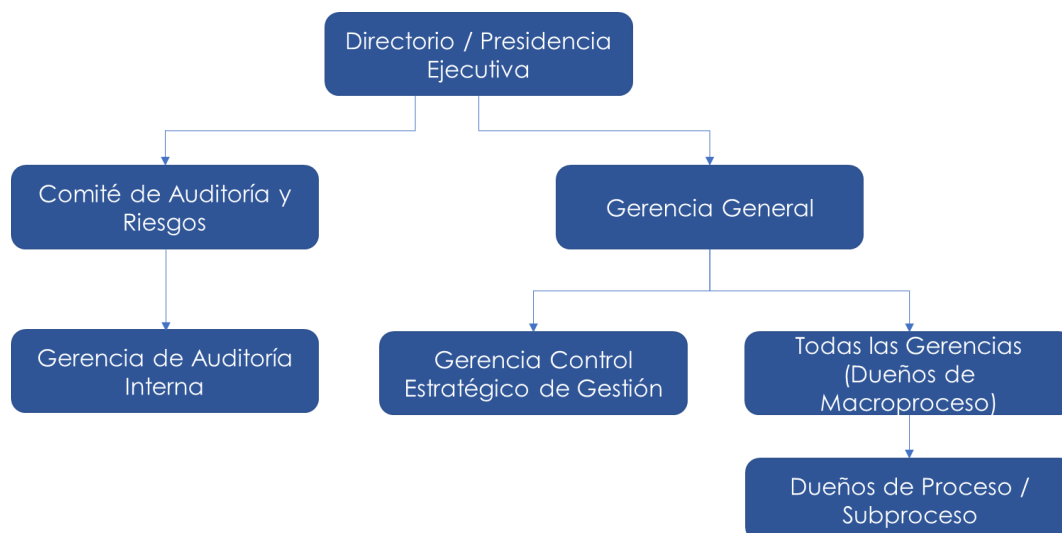 Directorio / Presidencia
Ejecutiva
Comité de Auditoría y
Riesgos
Gerencia General
Gerencia de Auditoría
Interna
Gerencia Control
Estratégico de Gestión
Todas las Gerencias
(Dueños de
Macroproceso)
Dueños de Proceso /
Subproceso